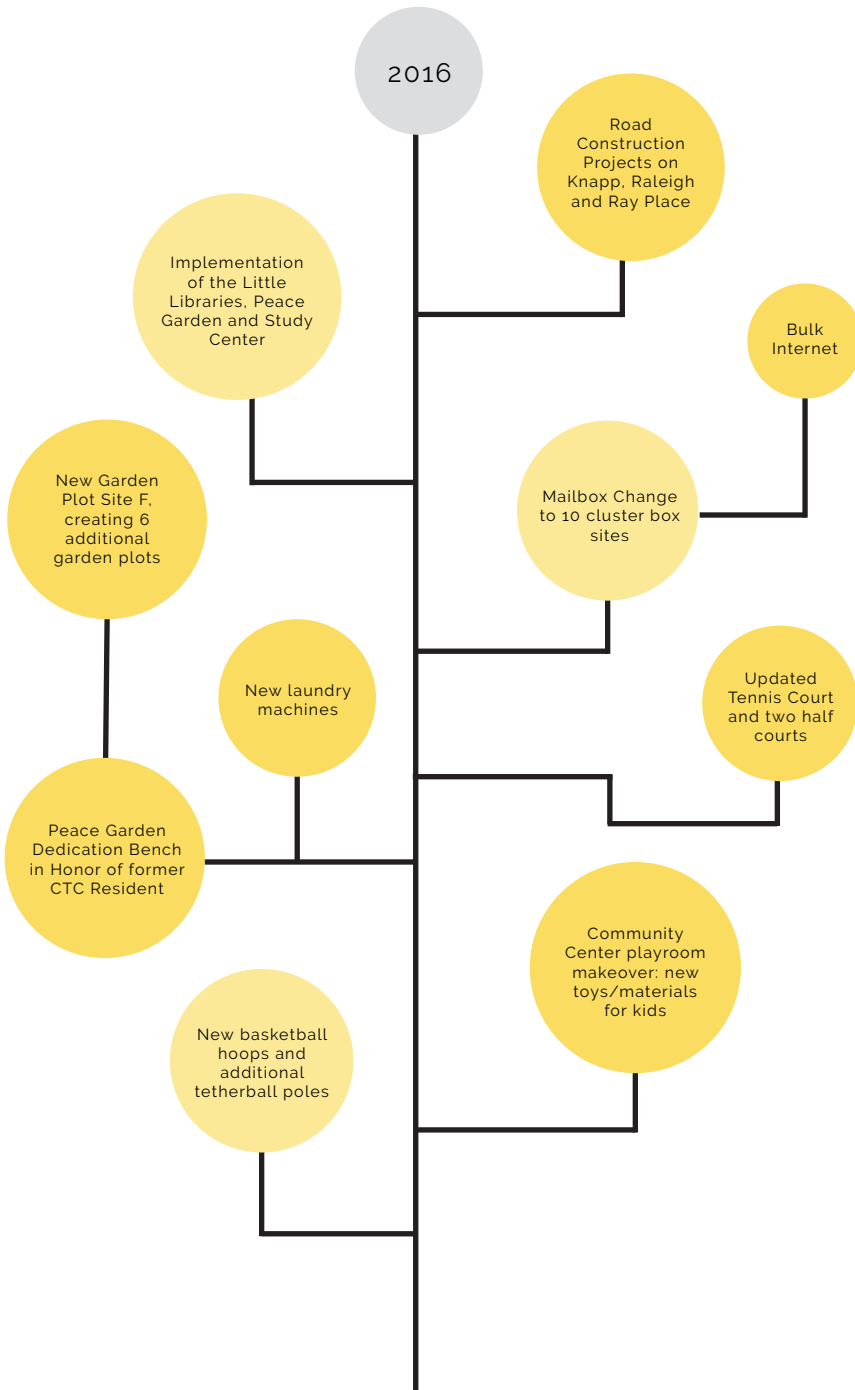 2016
Road
Construction
Projects on
Knapp, Raleigh
and Ray Place
Implementation
of the Little
Libraries, Peace
Garden and Study
Center
Bulk
Internet
New Garden
Plot Site F,
creating 6
additional
garden plots
Mailbox Change
to 10 cluster box
sites
New laundry
machines
Updated
Tennis Court
and two half
courts
Peace Garden
Dedication Bench
in Honor of former
CTC Resident
Community
Center playroom
makeover: new
toys/materials
for kids
New basketball
hoops and
additional
tetherball poles